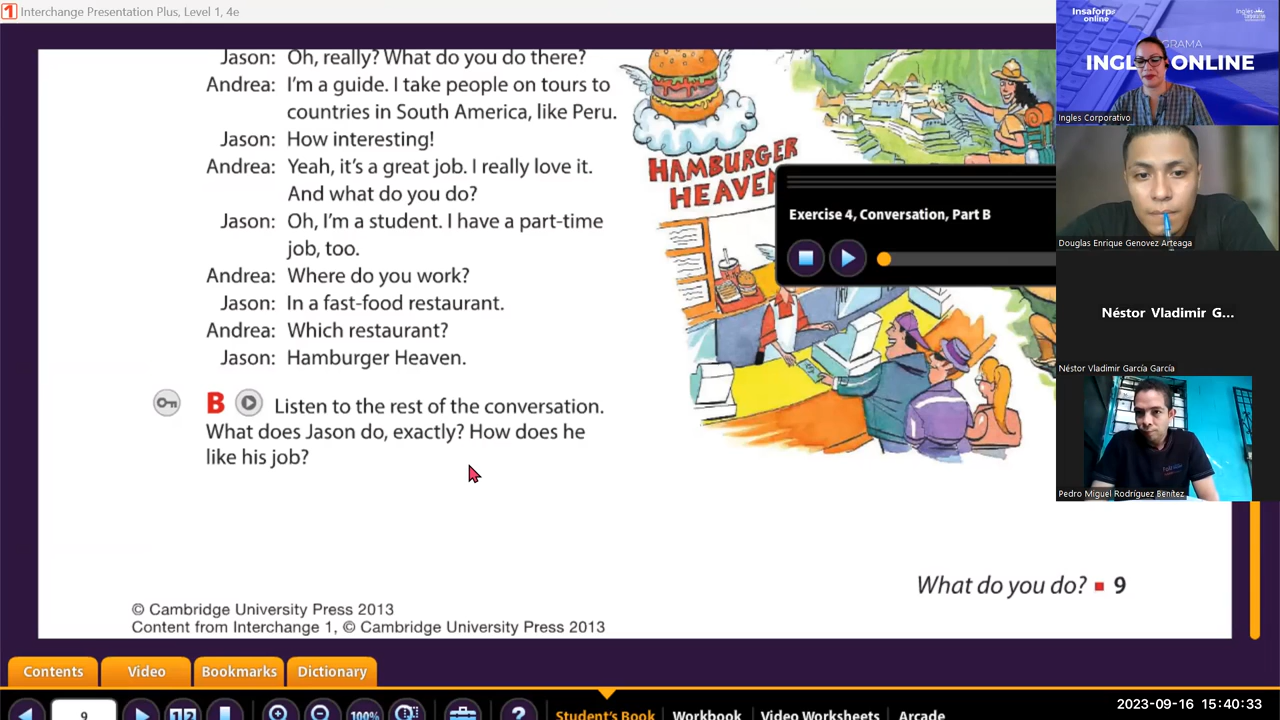 Interchange Presentation Plus, Level 1, 4e
Jason: Oh, really? What do you do there?
Andrea: I'm a guide. I take people on tours to
countries in South America, like Peru.
Jason: How interesting!
Andrea: Yeah, it's a great job. I really love it.
And what do you do?
Jason: Oh, I'm a student. I have a part-time
job, too.
Andrea: Where do you work?
Jason: In a fast-food restaurant.
Andrea: Which restaurant?
Jason: Hamburger Heaven.
B Listen to the rest of the conversation.
What does Jason do, exactly? How does he
like his job?
HAMBURGER
HEAVEN
Exercise 4, Conversation, Part B
What do you do? ■ 9
© Cambridge University Press 2013
Content from Interchange 1, © Cambridge University Press 2013
Contents
Video
Bookmarks
Dictionary
9
100%
?
Student's Book
Workbook
Video Worksheets
Arcade
Insaforp
online
GRAMA
ONLINE
Ingles Corporativo
Douglas Enrique Genovez Arteaga
Néstor Vladimir G...
Néstor Vladimir García García
Pedro Miguel Rodríguez Benítez
2023-09-16 15:40:33